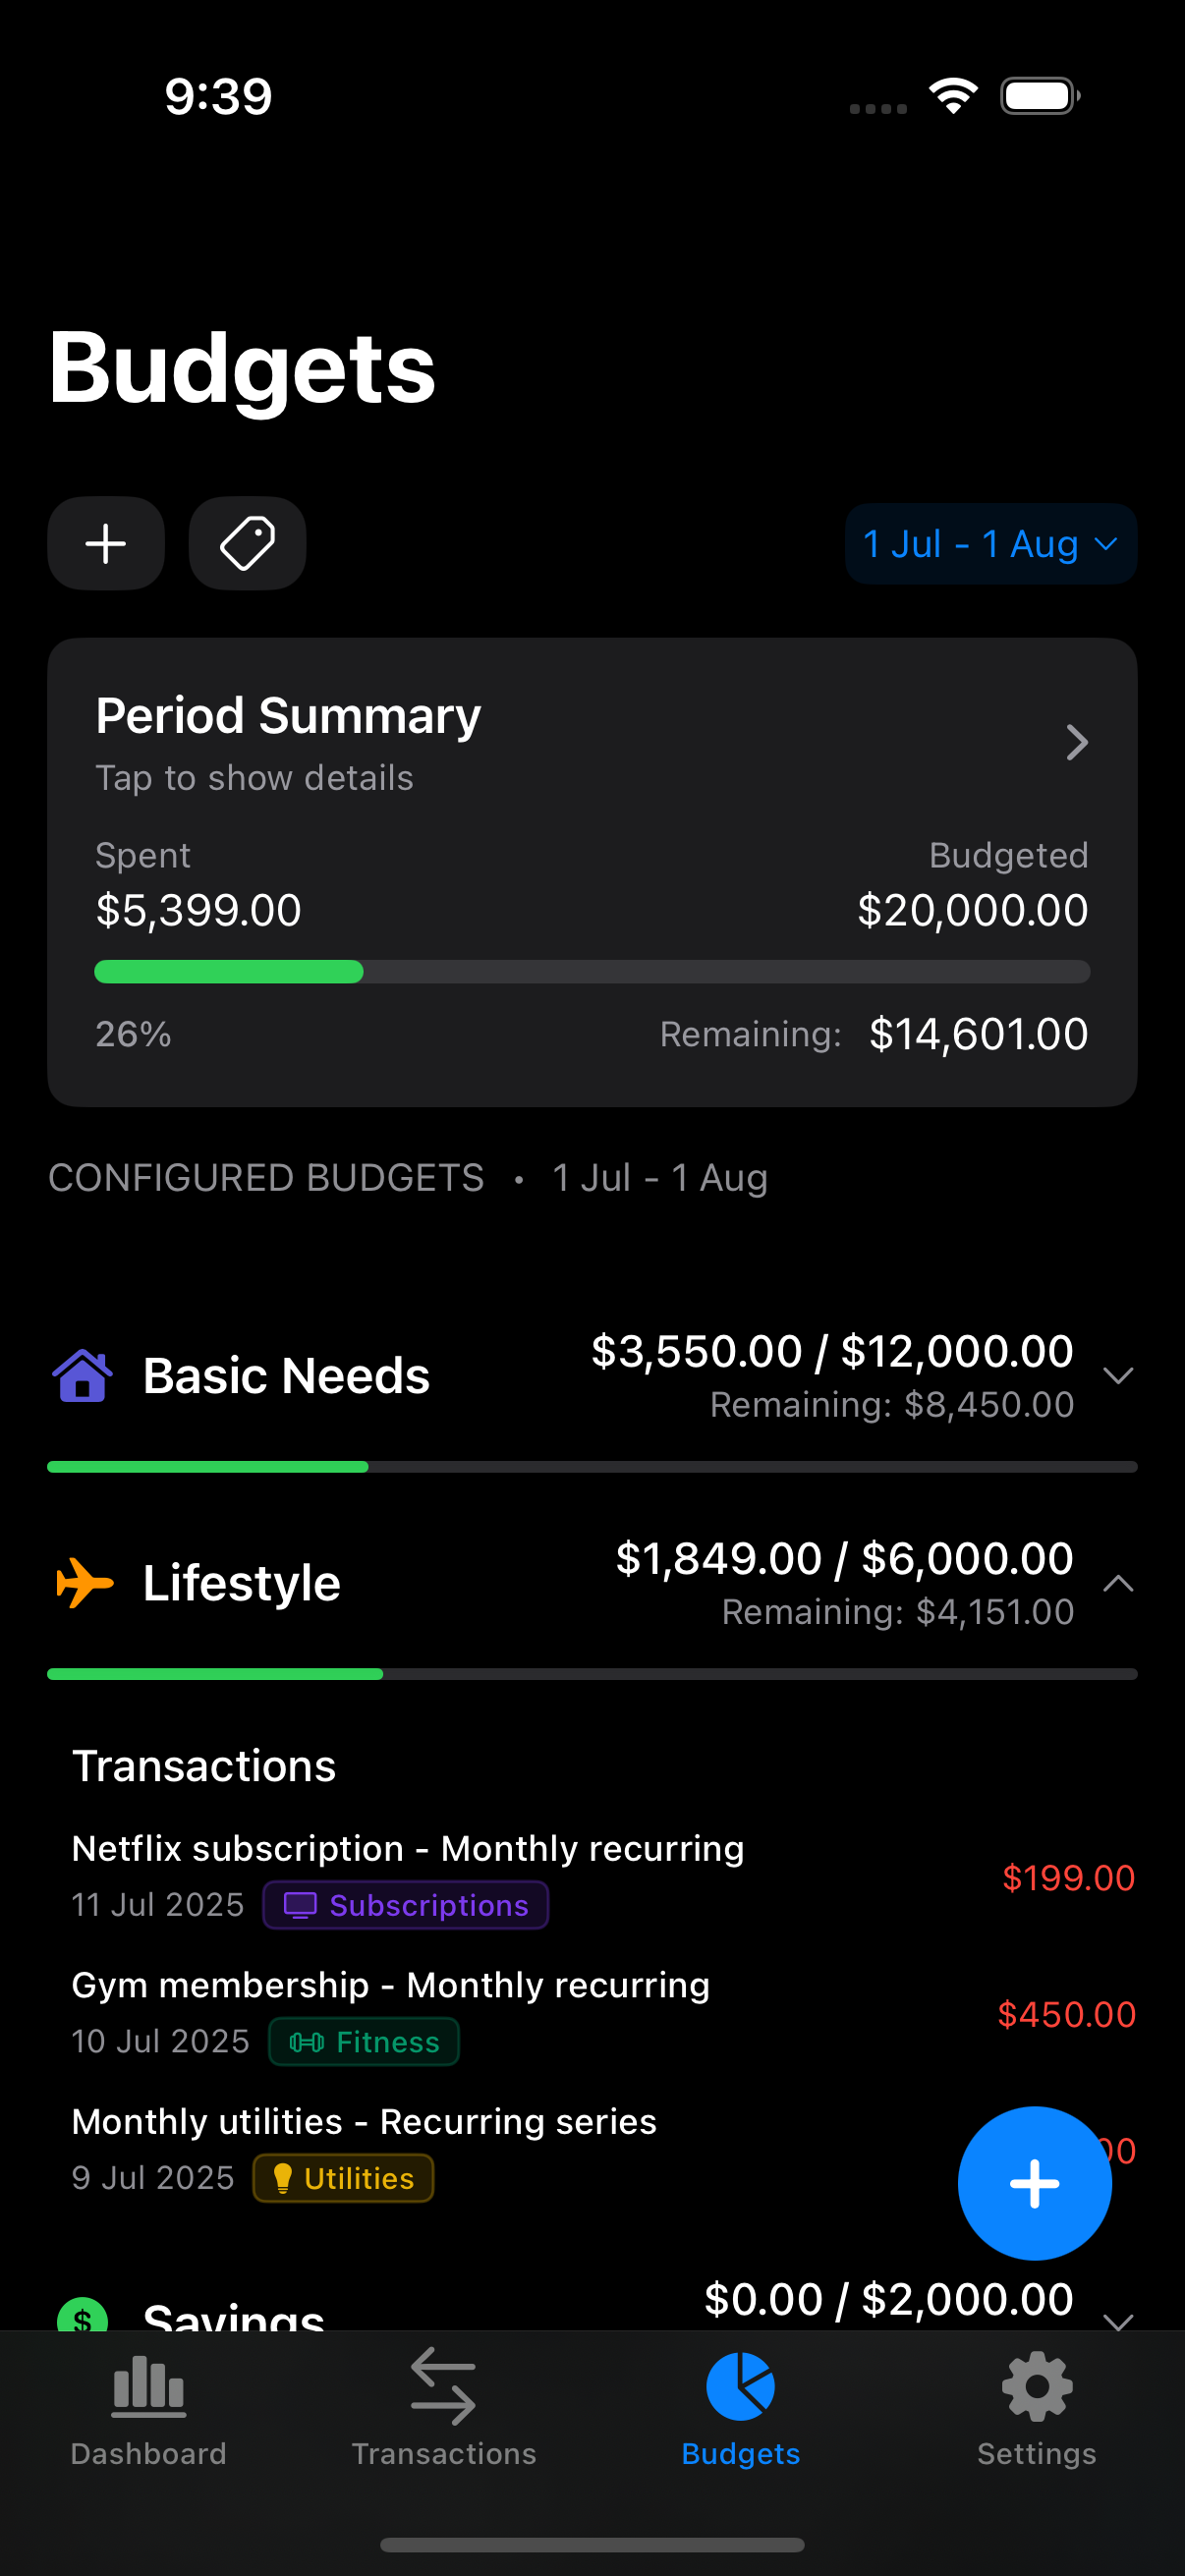 9:39
Budgets
1 Jul - 1 Aug
Period Summary
Tap to show details
Spent Budgeted
$5,399.00 $20,000.00
26% Remaining: $14,601.00
CONFIGURED BUDGETS • 1 Jul - 1 Aug
Basic Needs $3,550.00 / $12,000.00
Remaining: $8,450.00
Lifestyle $1,849.00 / $6,000.00
Remaining: $4,151.00
Transactions
Netflix subscription - Monthly recurring
$199.00
11 Jul 2025 Subscriptions
Gym membership - Monthly recurring
$450.00
10 Jul 2025 Fitness
Monthly utilities - Recurring series
9 Jul 2025 Utilities
$0.00 / $2,000.00
Savings
Dashboard Transactions Budgets Settings